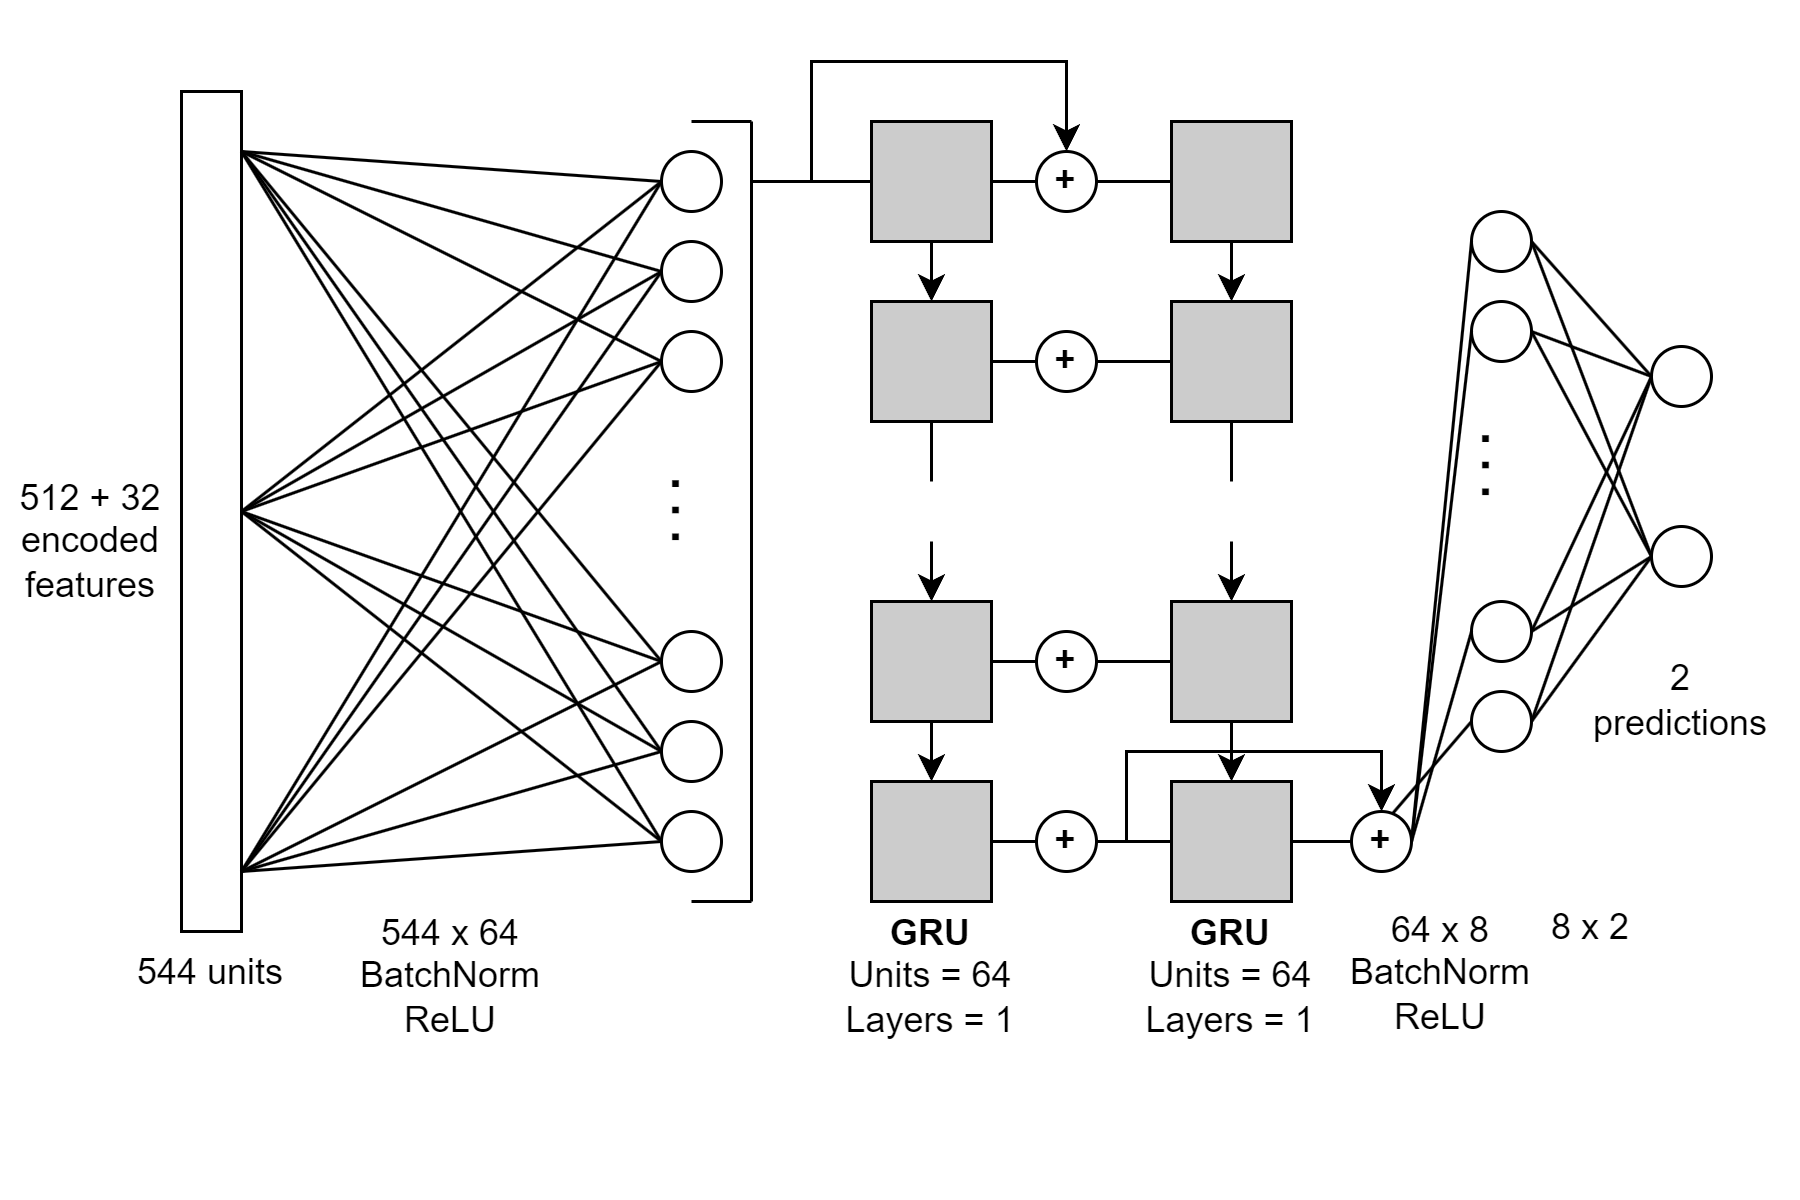 +
+
512 + 32
encoded
features
+
2
predictions
+
+
544 units
544 x 64
BatchNorm
ReLU
GRU
Units = 64
Layers = 1
GRU
Units = 64
Layers = 1
64 x 8
BatchNorm
ReLU
8 x 2